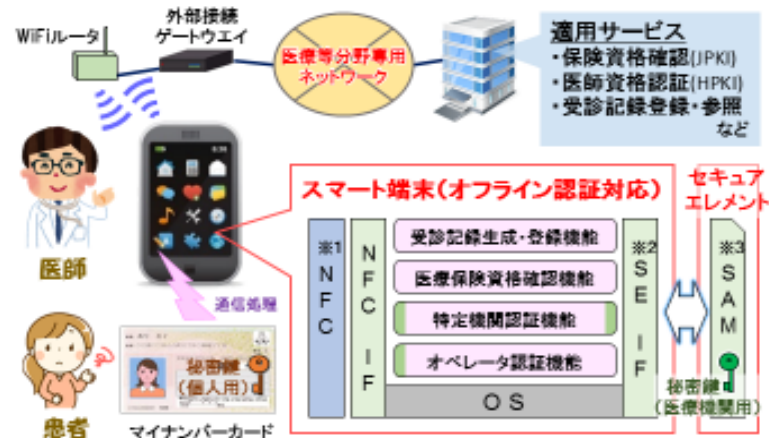 外部接続
ゲートウエイ
WiFiルータ
医療等分野専用
ネットワーク
適用サービス
・保険資格確認(JPKI)
・医師資格認証(HPKI)
・受診記録登録・参照
など
医師
通信処理
患者
秘密鍵
(個人用)
マイナンバーカード
スマート端末(オフライン認証対応)
※1
NFC
NFC IF
受診記録生成・登録機能
医療保険資格確認機能
特定機関認証機能
オペレータ認証機能
OS
※2
SE IF
セキュア
エレメント
※3
SAM
秘密鍵
(医療機関用)